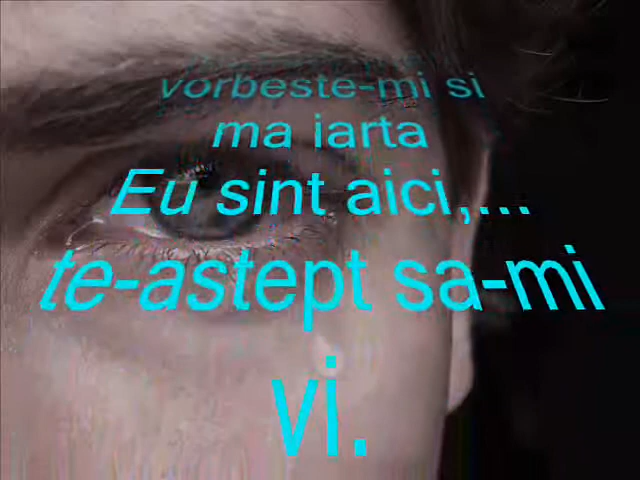 vorbeste-mi si
ma iarta
Eu sint aici,...
te-astept sa-mi
vi.